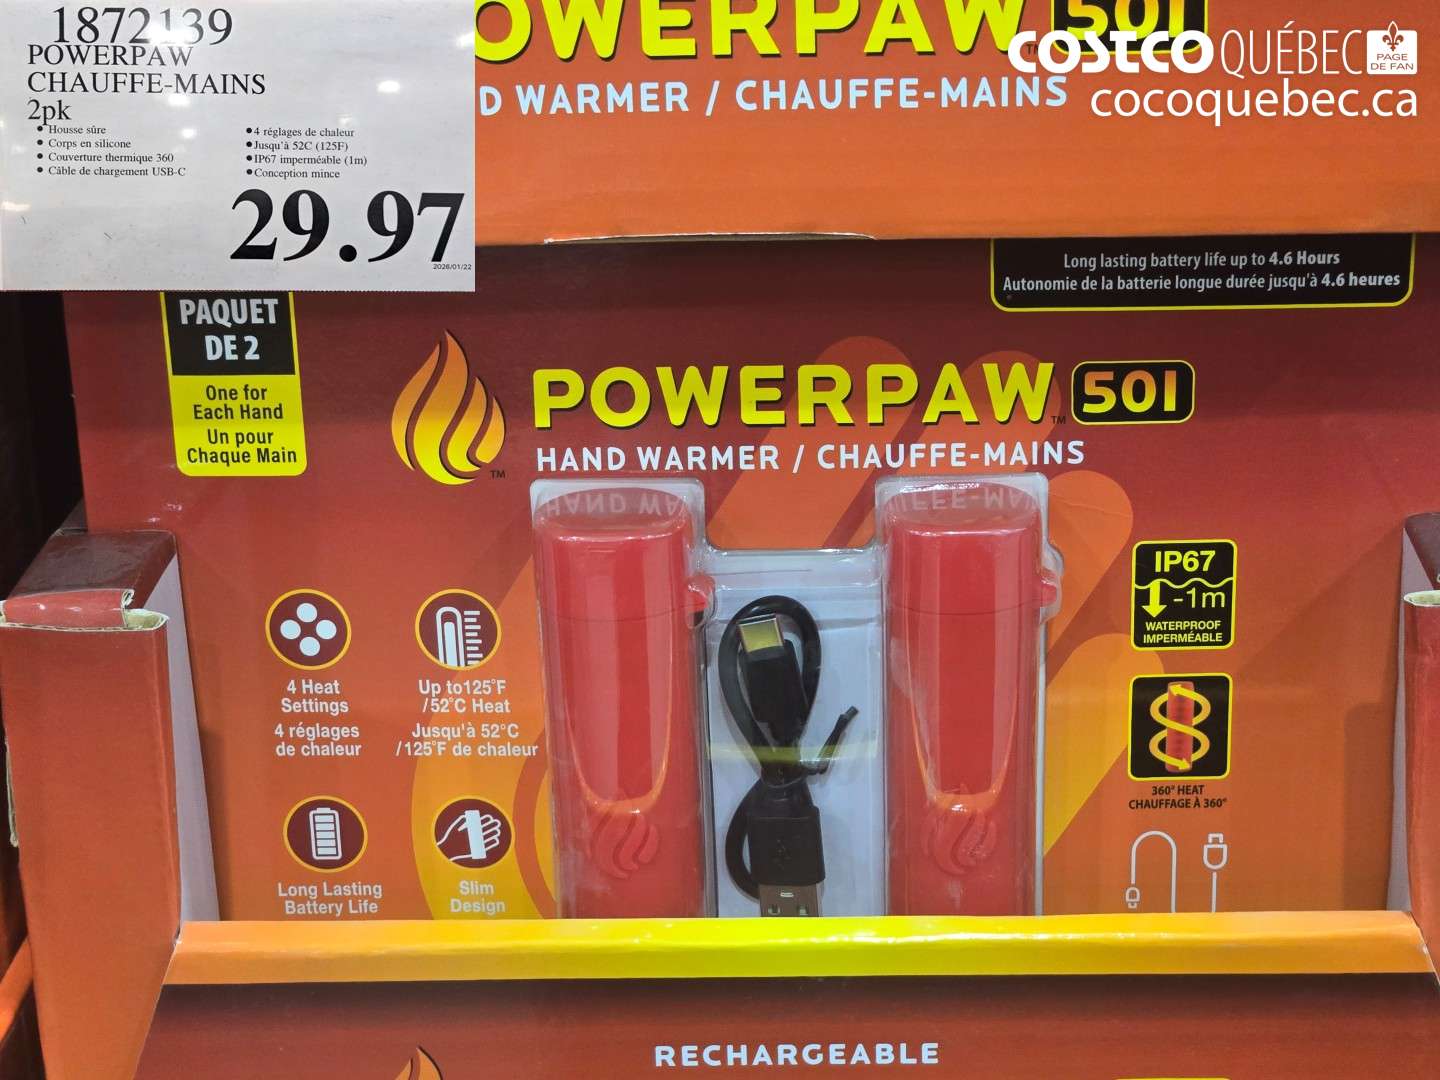 1872139
POWERPAW
CHAUFFE-MAINS
2pk
• Housse sûre
• Corps en silicone
• Couverture thermique 360
• Câble de chargement USB-C
• 4 réglages de chaleur
• Jusqu'à 52C (125F)
• IP67 imperméable (1m)
• Conception mince
29.97
2026/01/22
POWERPAW™ 501
D WARMER / CHAUFFE-MAINS
COSTCO QUÉBEC PAGE DE FAN
cocoquebec.ca
Long lasting battery life up to 4.6 Hours
Autonomie de la batterie longue durée jusqu'à 4.6 heures
PAQUET
DE 2
One for
Each Hand
Un pour
Chaque Main
™
POWERPAW™ 501
HAND WARMER / CHAUFFE-MAINS
4 Heat
Settings
4 réglages
de chaleur
Up to125°F
/52°C Heat
Jusqu'à 52°C
/125°F de chaleur
Long Lasting
Battery Life
Slim
Design
IP67
-1m
WATERPROOF
IMPERMÉABLE
360° HEAT
CHAUFFAGE À 360°
RECHARGEABLE